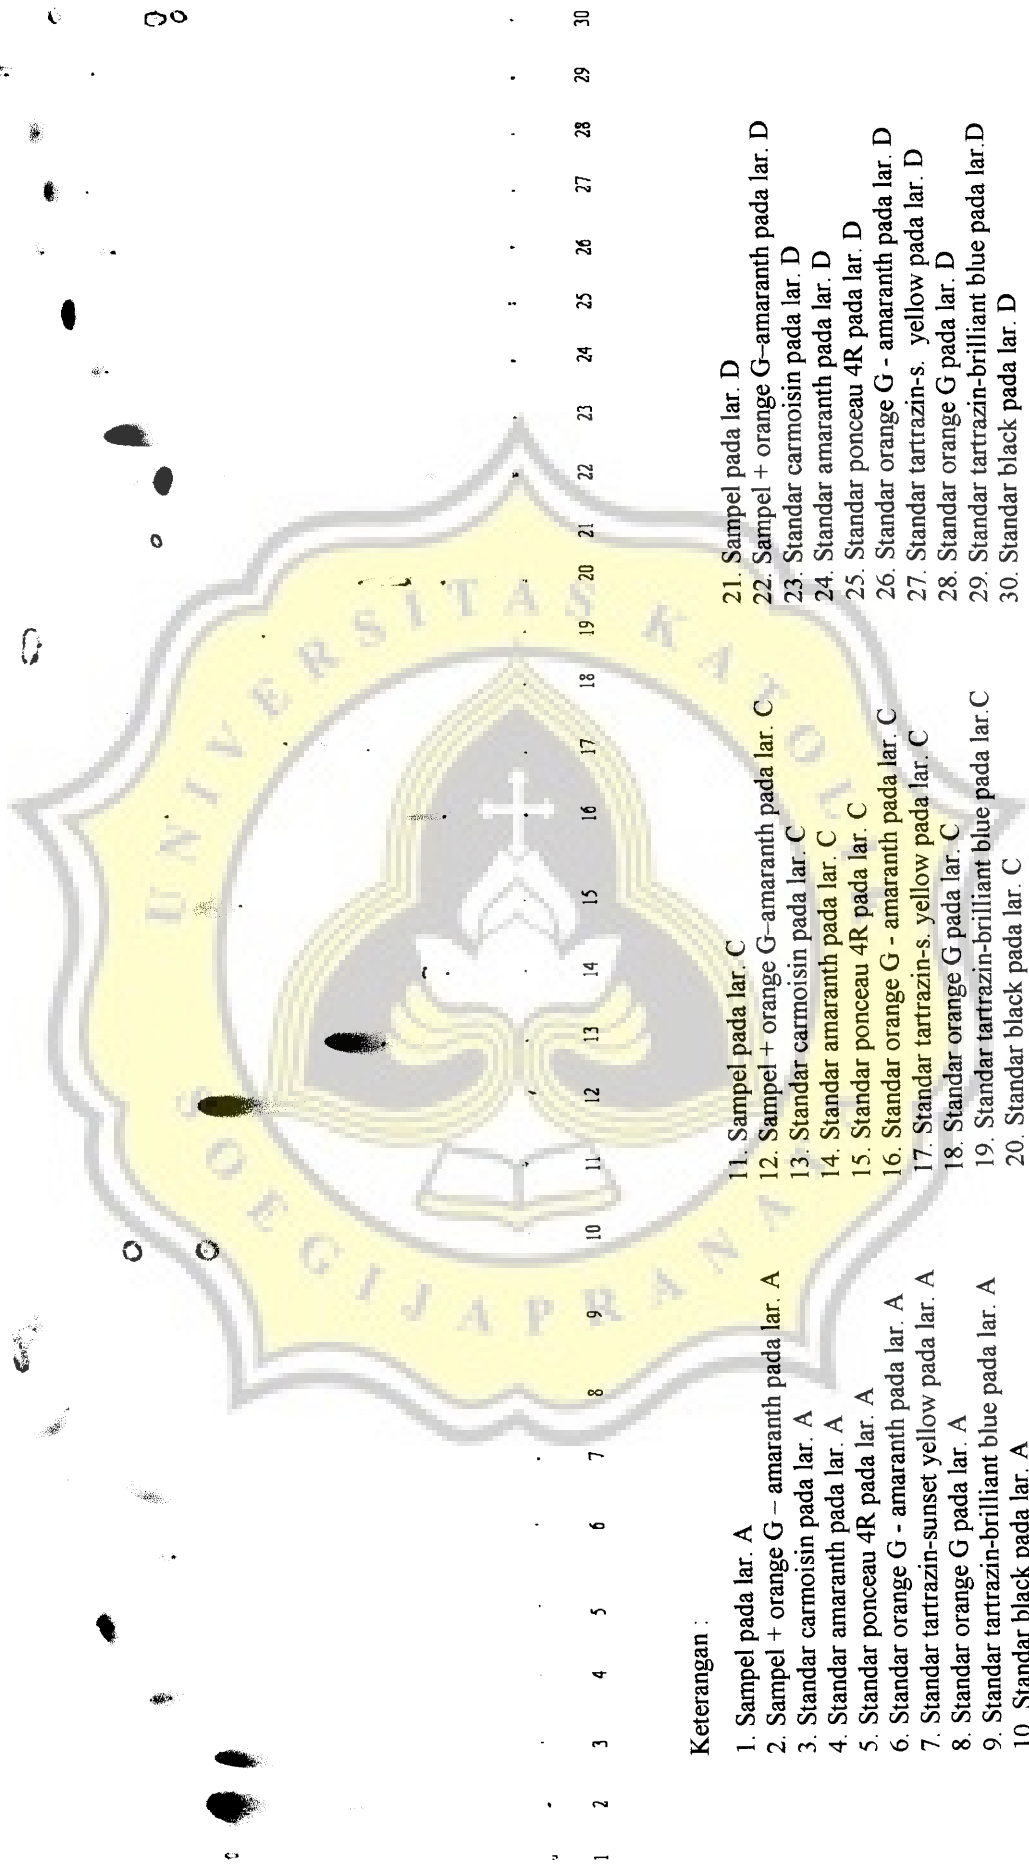 1 2 3 4 5 6 7 8 9 10 11 12 13 14 15 16 17 18 19 20 21 22 23 24 25 26 27 28 29 30
Keterangan :
1. Sampel pada lar. A
2. Sampel + orange G – amaranth pada lar. A
3. Standar carmoisin pada lar. A
4. Standar amaranth pada lar. A
5. Standar ponceau 4R pada lar. A
6. Standar orange G - amaranth pada lar. A
7. Standar tartrazin-sunset yellow pada lar. A
8. Standar orange G pada lar. A
9. Standar tartrazin-brilliant blue pada lar. A
10. Standar black pada lar. A
11. Sampel pada lar. C
12. Sampel + orange G–amaranth pada lar. C
13. Standar carmoisin pada lar. C
14. Standar amaranth pada lar. C
15. Standar ponceau 4R pada lar. C
16. Standar orange G - amaranth pada lar. C
17. Standar tartrazin-s. yellow pada lar. C
18. Standar orange G pada lar. C
19. Standar tartrazin-brilliant blue pada lar.C
20. Standar black pada lar. C
21. Sampel pada lar. D
22. Sampel + orange G–amaranth pada lar. D
23. Standar carmoisin pada lar. D
24. Standar amaranth pada lar. D
25. Standar ponceau 4R pada lar. D
26. Standar orange G - amaranth pada lar. D
27. Standar tartrazin-s. yellow pada lar. D
28. Standar orange G pada lar. D
29. Standar tartrazin-brilliant blue pada lar.D
30. Standar black pada lar. D
UNIVERSITAS KATOLIK
SOEGIJAPRANATA